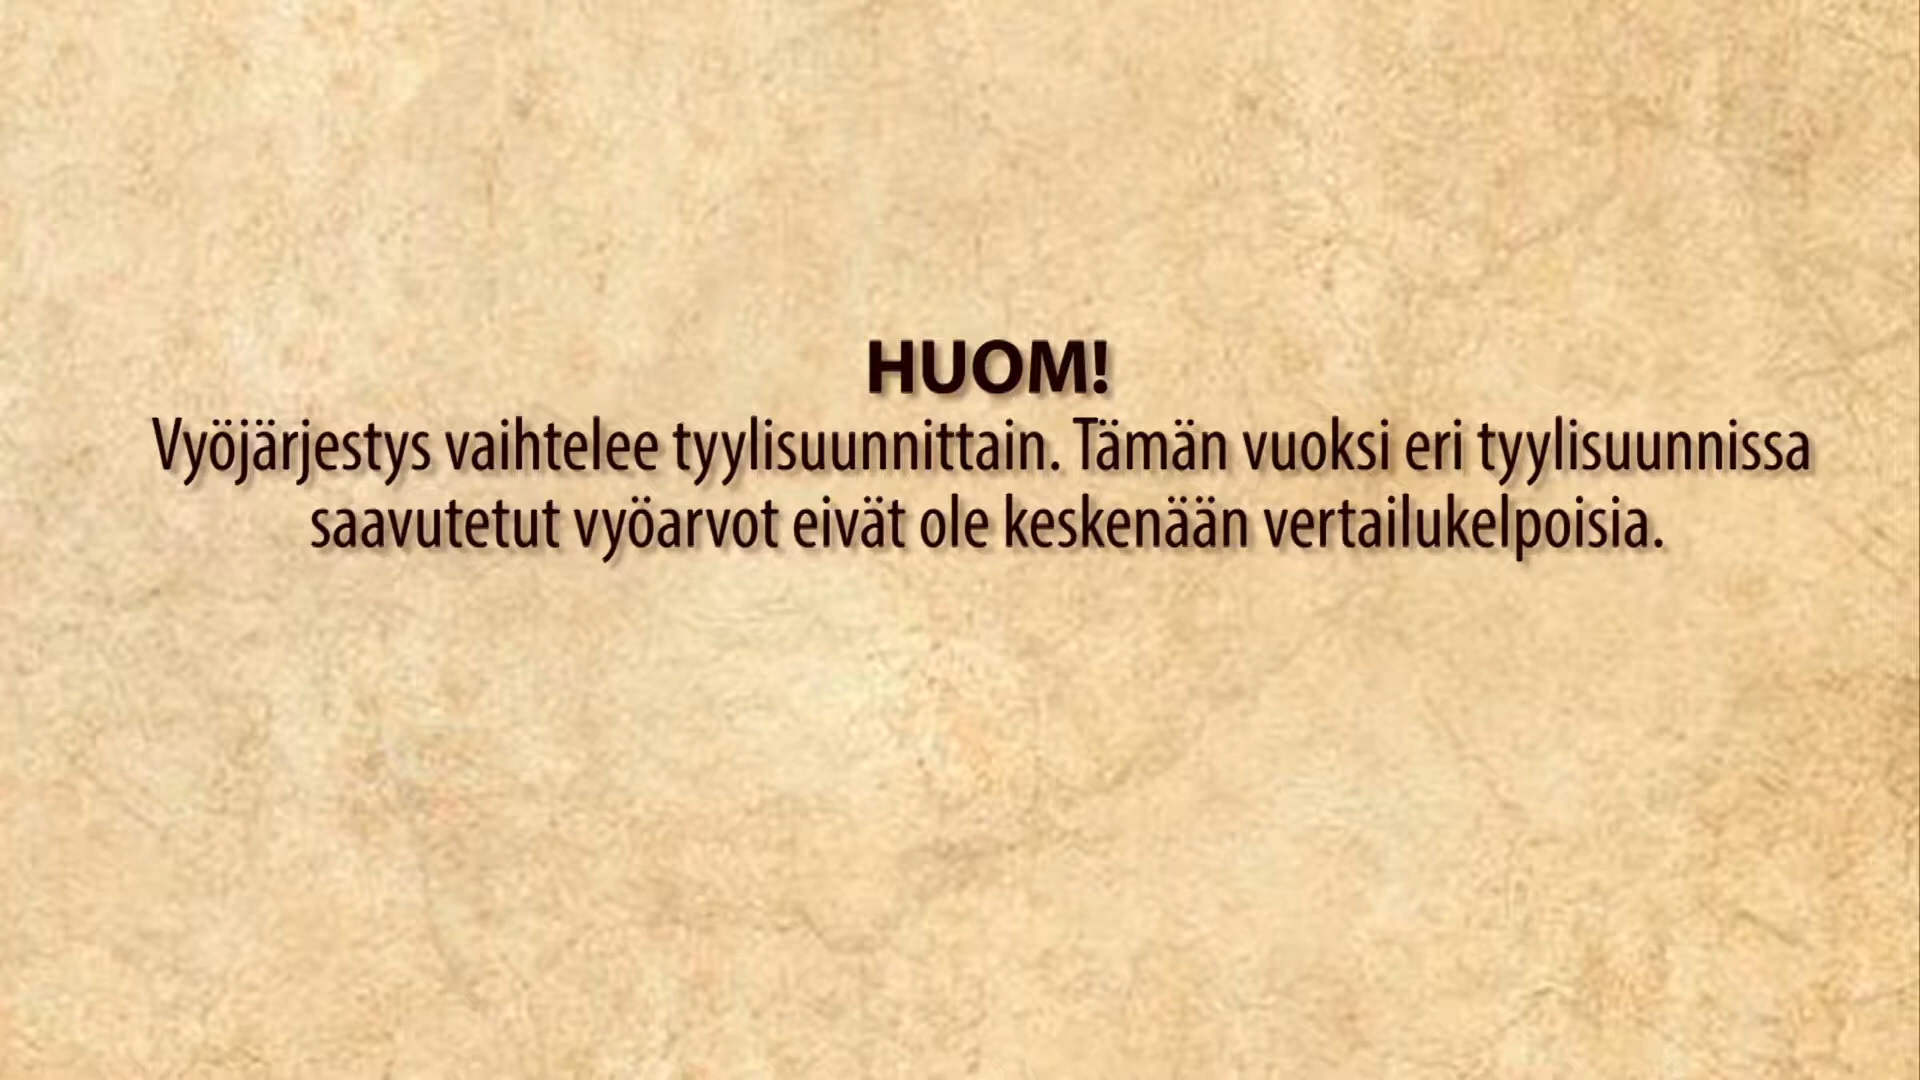 HUOM!
Vyöjärjestys vaihtelee tyylisuunnittain. Tämän vuoksi eri tyylisuunnissa
saavutetut vyöarvot eivät ole keskenään vertailukelpoisia.